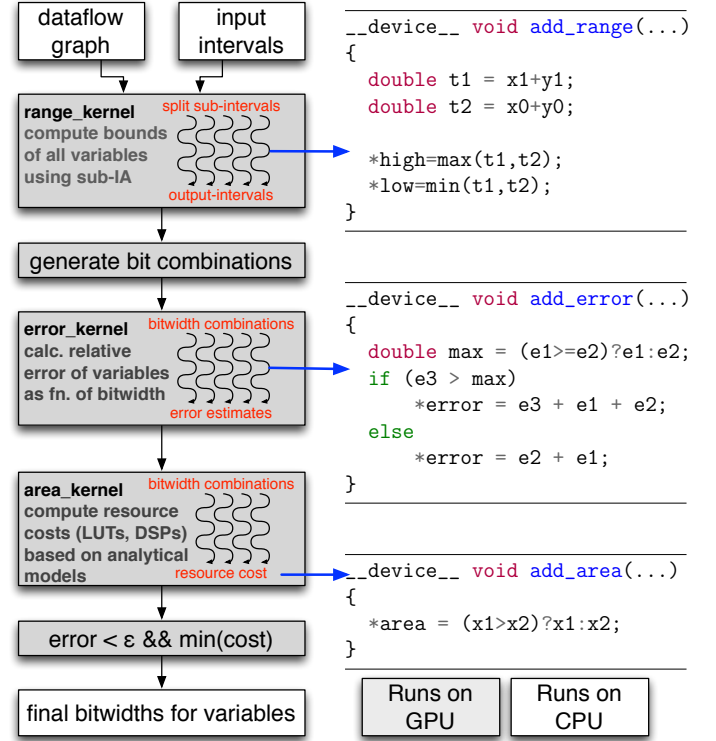 dataflow
graph
input
intervals
range_kernel
compute bounds
of all variables
using sub-IA
split sub-intervals
output-intervals
generate bit combinations
error_kernel
calc. relative
error of variables
as fn. of bitwidth
bitwidth combinations
error estimates
area_kernel
compute resource
costs (LUTs, DSPs)
based on analytical
models
bitwidth combinations
resource cost
error < ε && min(cost)
final bitwidths for variables
__device__ void add_range(...)
{
double t1 = x1+y1;
double t2 = x0+y0;
*high=max(t1,t2);
*low=min(t1,t2);
}
__device__ void add_error(...)
{
double max = (e1>=e2)?e1:e2;
if (e3 > max)
*error = e3 + e1 + e2;
else
*error = e2 + e1;
}
__device__ void add_area(...)
{
*area = (x1>x2)?x1:x2;
}
Runs on
GPU
Runs on
CPU